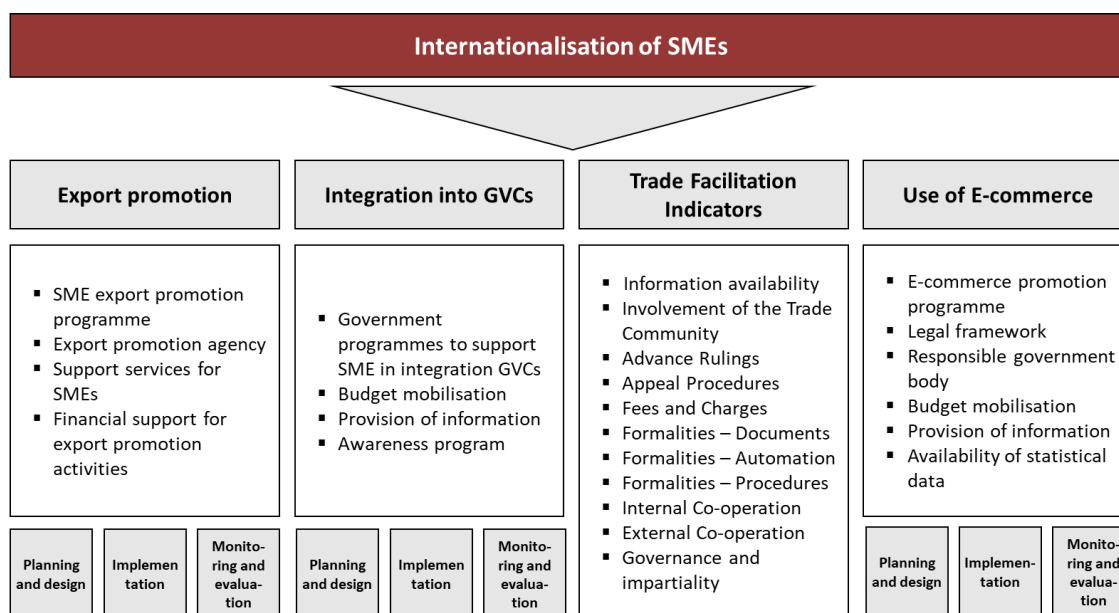 Internationalisation of SMEs
Export promotion
▪ SME export promotion
programme
▪ Export promotion agency
▪ Support services for
SMEs
▪ Financial support for
export promotion
activities
Planning
and design
Implemen
tation
Monito-
ring and
evalua-
tion
Integration into GVCs
▪ Government
programmes to support
SME in integration GVCs
▪ Budget mobilisation
▪ Provision of information
▪ Awareness program
Planning
and design
Implemen
tation
Monito-
ring and
evalua-
tion
Trade Facilitation
Indicators
▪ Information availability
▪ Involvement of the Trade
Community
▪ Advance Rulings
▪ Appeal Procedures
▪ Fees and Charges
▪ Formalities – Documents
▪ Formalities – Automation
▪ Formalities – Procedures
▪ Internal Co-operation
▪ External Co-operation
▪ Governance and
impartiality
Use of E-commerce
▪ E-commerce promotion
programme
▪ Legal framework
▪ Responsible government
body
▪ Budget mobilisation
▪ Provision of information
▪ Availability of statistical
data
Planning
and design
Implemen-
tation
Monito-
ring and
evalua-
tion